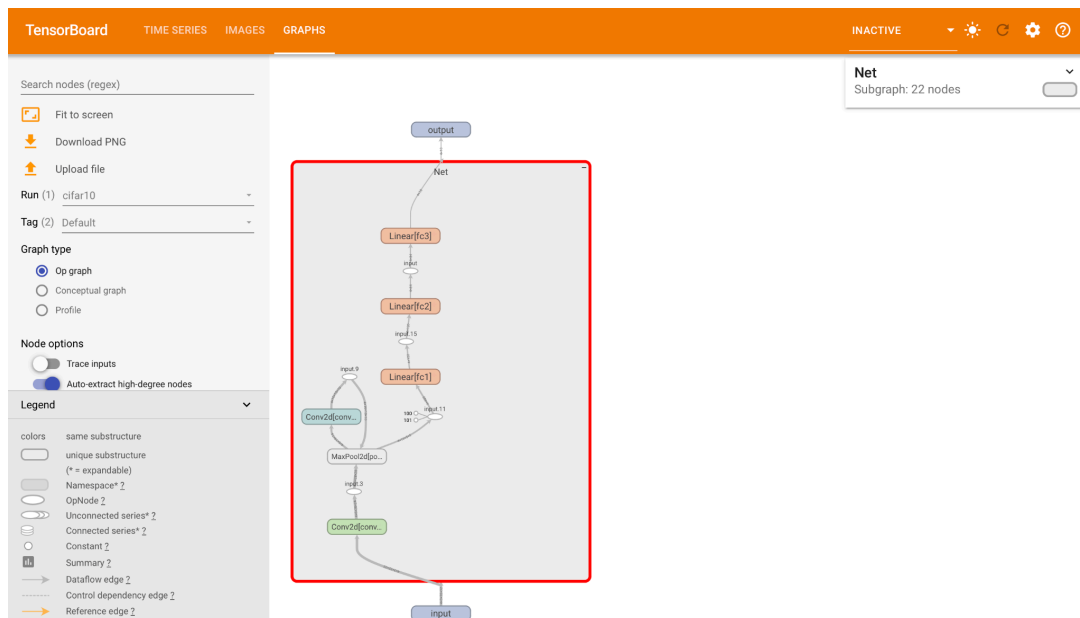 TensorBoard TIME SERIES IMAGES GRAPHS INACTIVE
Search nodes (regex)
Fit to screen
Download PNG
Upload file
Run (1) cifar10
Tag (2) Default
Graph type
Op graph
Conceptual graph
Profile
Node options
Trace inputs
Auto-extract high-degree nodes
Legend
colors same substructure
unique substructure
(* = expandable)
Namespace* ?
OpNode ?
Unconnected series* ?
Connected series* ?
Constant ?
Summary ?
Dataflow edge ?
Control dependency edge ?
Reference edge ?
output
Net
Linear[fc3]
input
Linear[fc2]
input.15
input.9
Linear[fc1]
Conv2d[conv...
100
101
input.11
MaxPool2d[po...
input.3
Conv2d[conv...
input
Net
Subgraph: 22 nodes